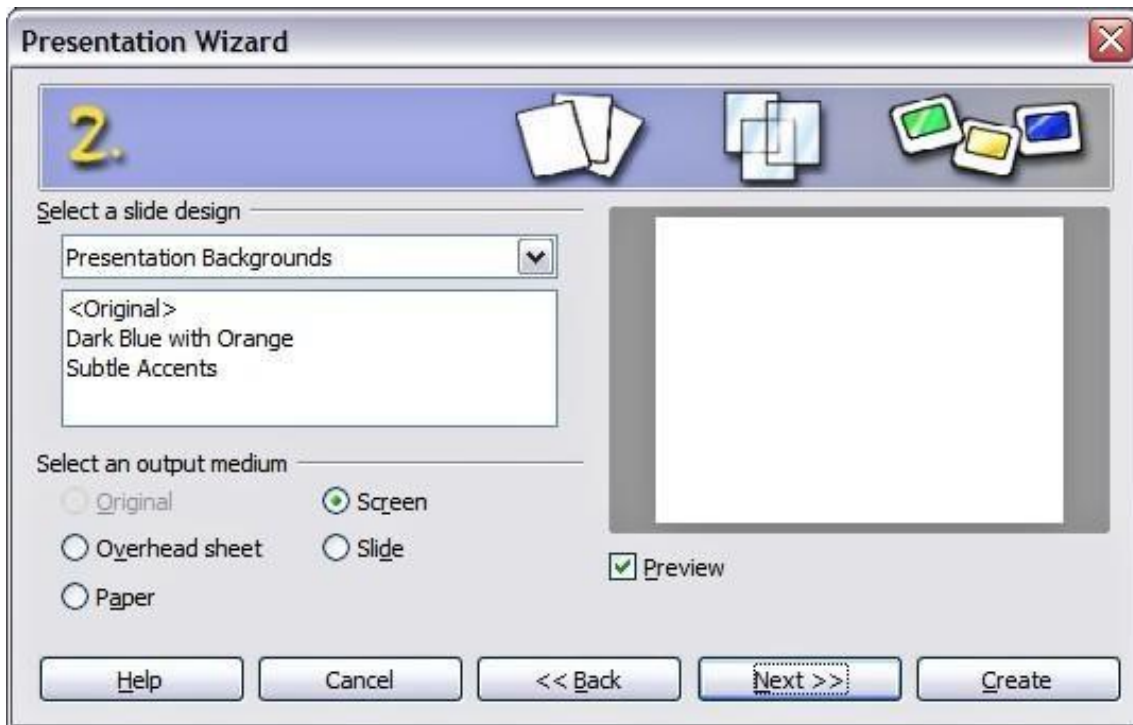 Presentation Wizard
2.
Select a slide design
Presentation Backgrounds
<Original>
Dark Blue with Orange
Subtle Accents
Select an output medium
Original
Screen
Overhead sheet
Slide
Paper
Preview
Help
Cancel
<< Back
Next >>
Create